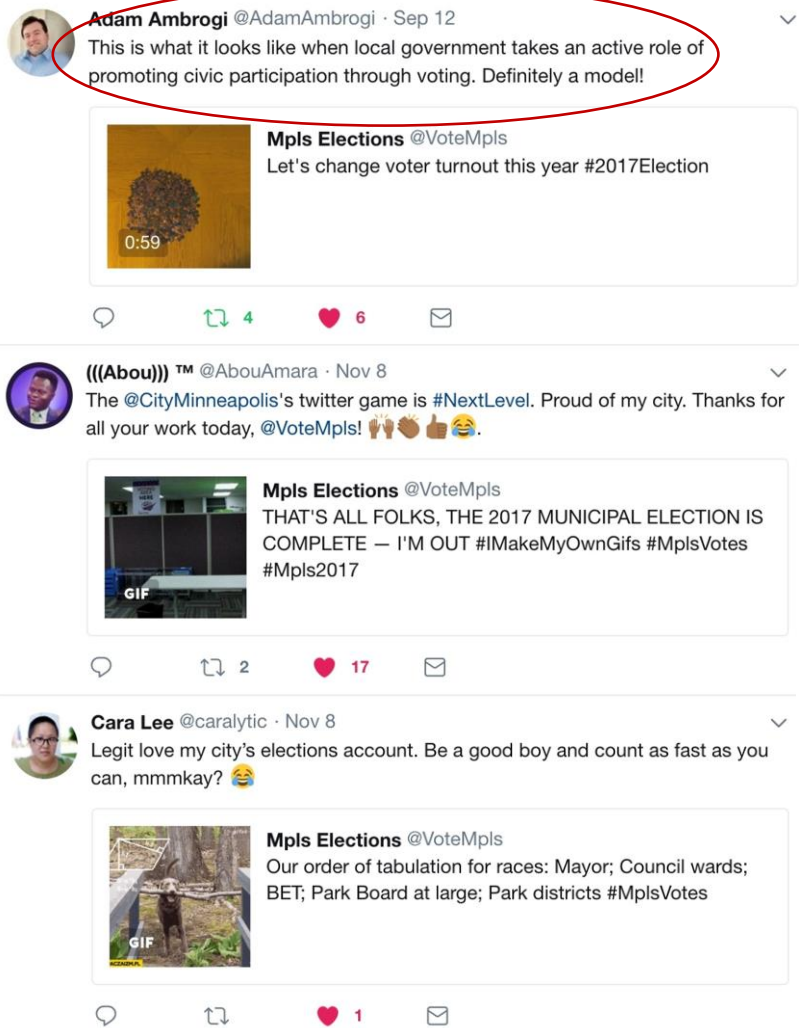 Adam Ambrogi @AdamAmbrogi · Sep 12
This is what it looks like when local government takes an active role of
promoting civic participation through voting. Definitely a model!
Mpls Elections @VoteMpls
Let's change voter turnout this year #2017Election
0:59
4
6
(((Abou))) ™ @AbouAmara · Nov 8
The @CityMinneapolis's twitter game is #NextLevel. Proud of my city. Thanks for
all your work today, @VoteMpls! 🙌🏾👏🏾👍🏾😂.
Mpls Elections @VoteMpls
THAT'S ALL FOLKS, THE 2017 MUNICIPAL ELECTION IS
COMPLETE — I'M OUT #IMakeMyOwnGifs #MplsVotes
#Mpls2017
GIF
2
17
Cara Lee @caralytic · Nov 8
Legit love my city's elections account. Be a good boy and count as fast as you
can, mmmkay? 😂
Mpls Elections @VoteMpls
Our order of tabulation for races: Mayor; Council wards;
BET; Park Board at large; Park districts #MplsVotes
GIF
1